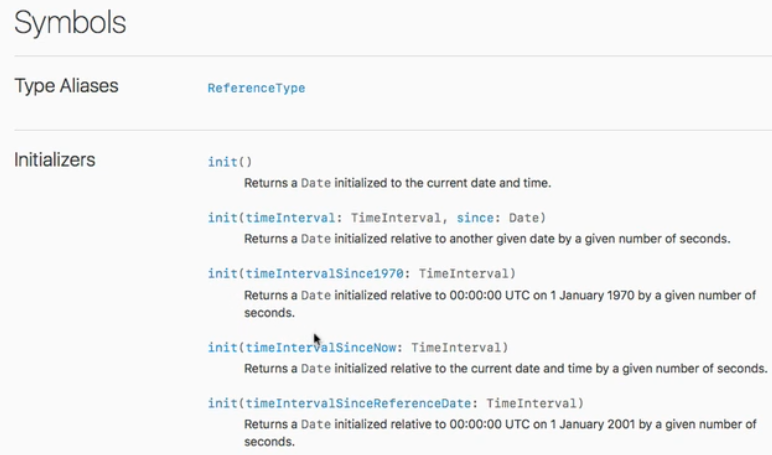 Symbols
Type Aliases
ReferenceType
Initializers
init()
Returns a Date initialized to the current date and time.
init(timeInterval: TimeInterval, since: Date)
Returns a Date initialized relative to another given date by a given number of seconds.
init(timeIntervalSince1970: TimeInterval)
Returns a Date initialized relative to 00:00:00 UTC on 1 January 1970 by a given number of
seconds.
init(timeIntervalSinceNow: TimeInterval)
Returns a Date initialized relative to the current date and time by a given number of seconds.
init(timeIntervalSinceReferenceDate: TimeInterval)
Returns a Date initialized relative to 00:00:00 UTC on 1 January 2001 by a given number of
seconds.